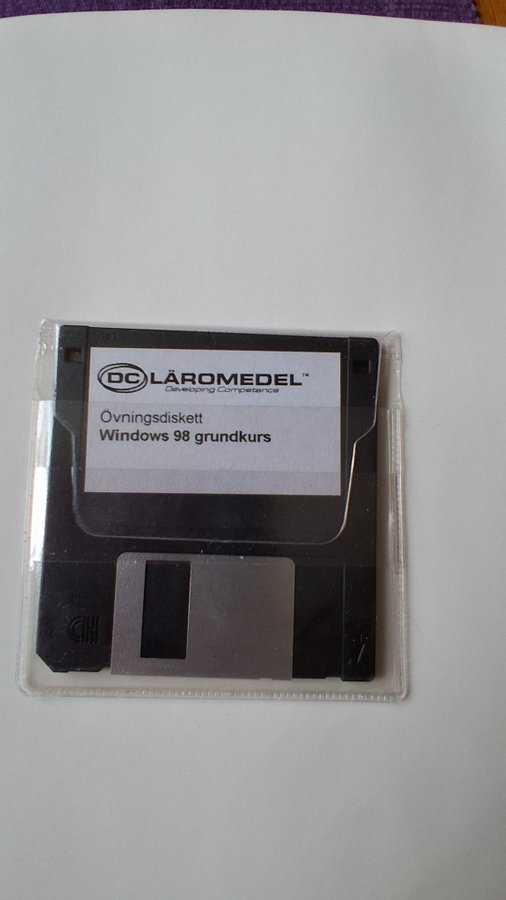 DC LÄROMEDEL™
Developing Competence
Övningsdiskett
Windows 98 grundkurs